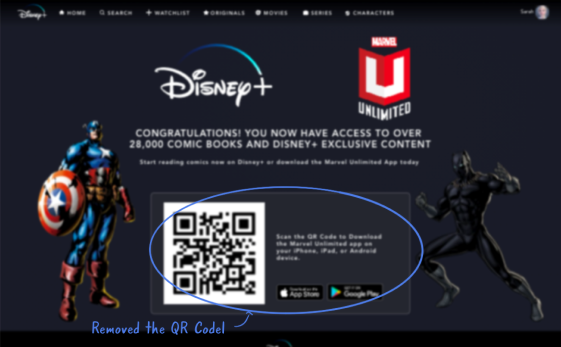 Disney+
HOME
SEARCH
WATCHLIST
ORIGINALS
MOVIES
SERIES
CHARACTERS
Sarah
Disney+
MARVEL
U
UNLIMITED
CONGRATULATIONS! YOU NOW HAVE ACCESS TO OVER
28,000 COMIC BOOKS AND DISNEY+ EXCLUSIVE CONTENT
Start reading comics now on Disney+ or download the Marvel Unlimited App today
Scan the QR Code to Download
the Marvel Unlimited app on
your iPhone, iPad, or Android
device.
Download on the
App Store
GET IT ON
Google Play
Removed the QR Code!